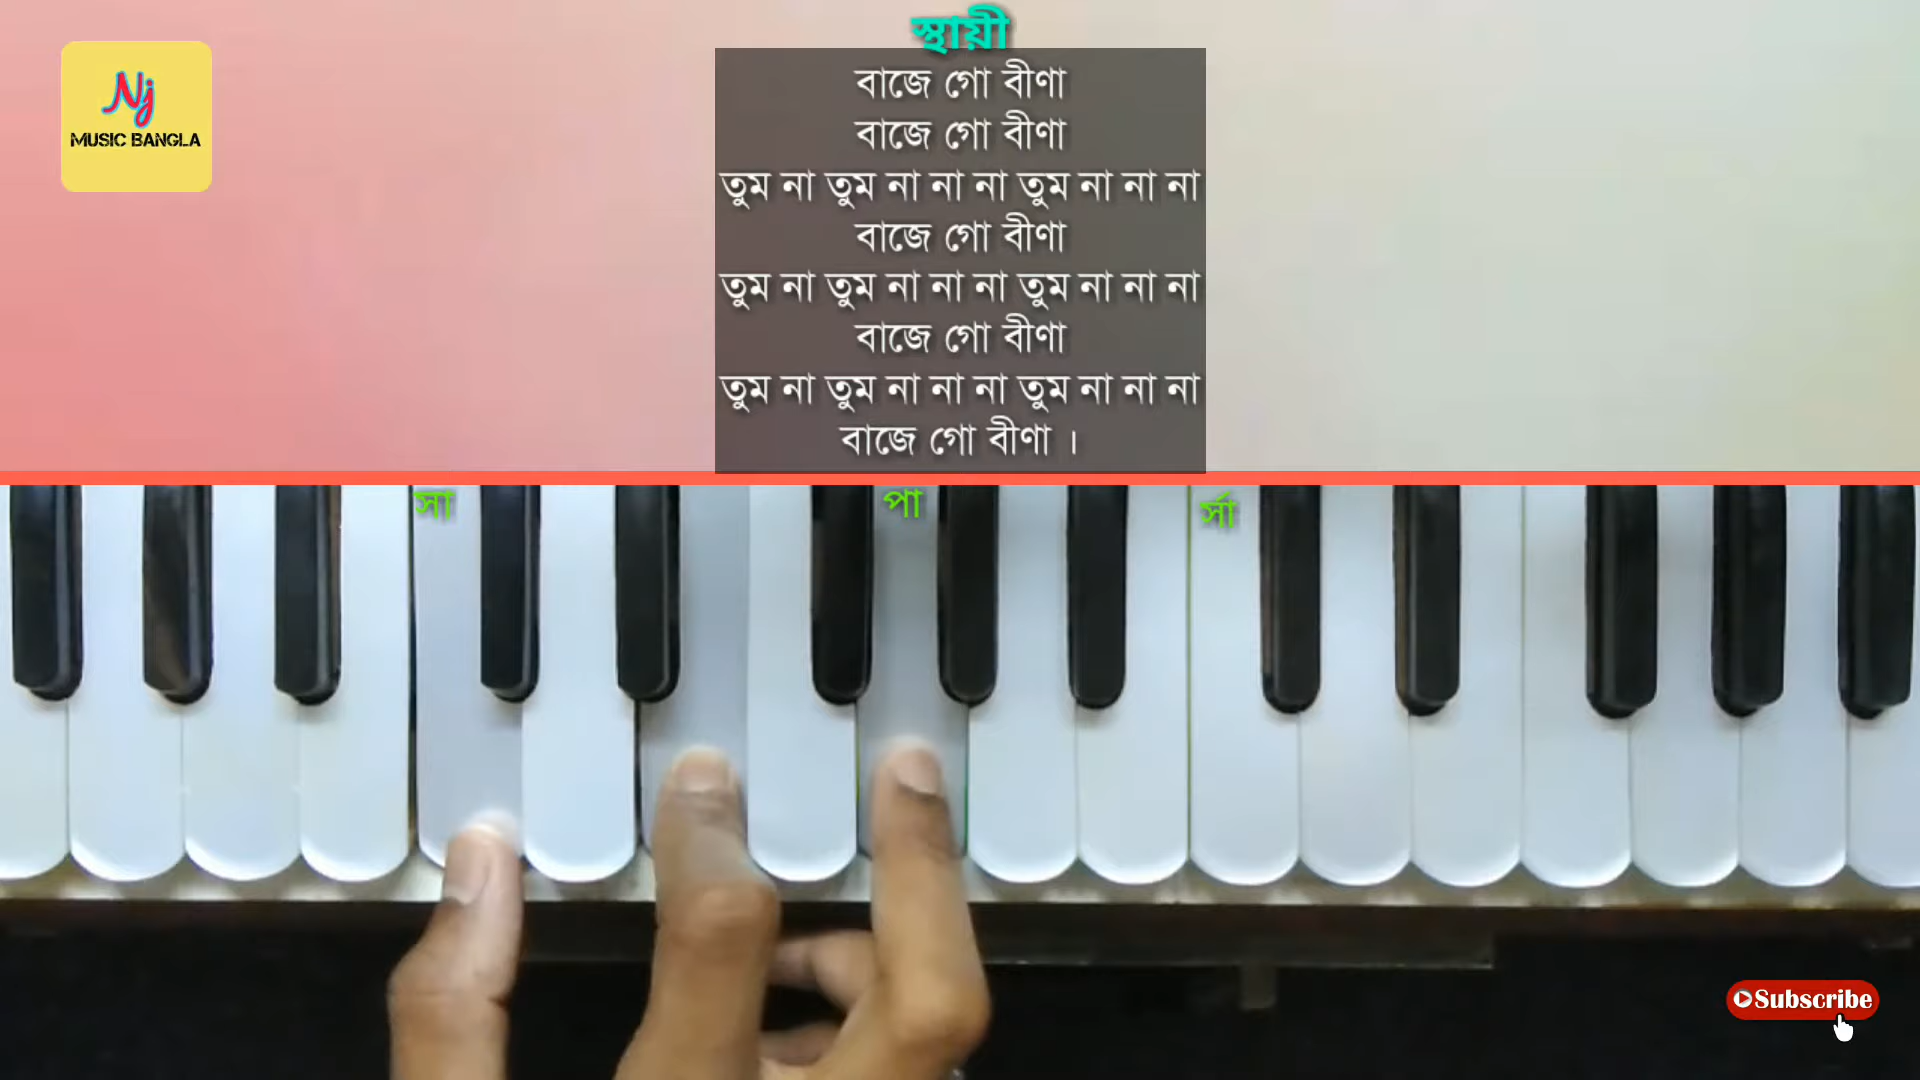 স্থায়ী
Nj
MUSIC BANGLA
বাজে গো বীণা
বাজে গো বীণা
তুম না তুম না না না তুম না না না
বাজে গো বীণা
তুম না তুম না না না তুম না না না
বাজে গো বীণা
তুম না তুম না না না তুম না না না
বাজে গো বীণা ।
সা পা র্সা
Subscribe